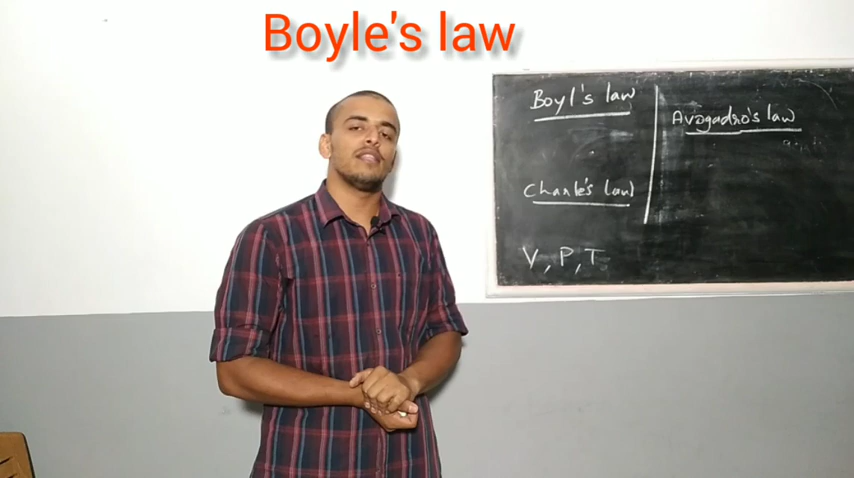 Boyle's law
Boyl's law
Charle's law
V, P, T
Avogadro's law